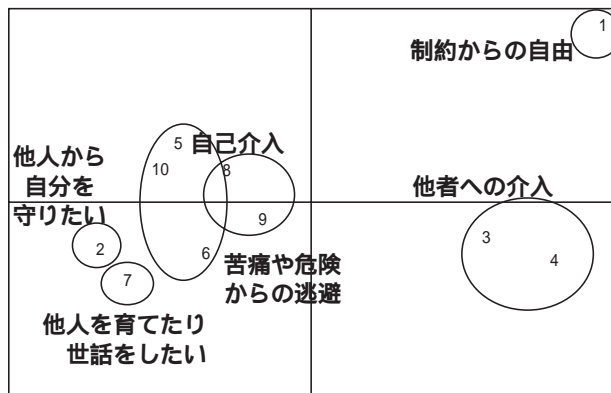 1
制約からの自由
5
自己介入
他人から
自分を
守りたい
10
8
他者への介入
9
2
6
3
4
苦痛や危険
からの逃避
7
他人を育てたり
世話をしたい